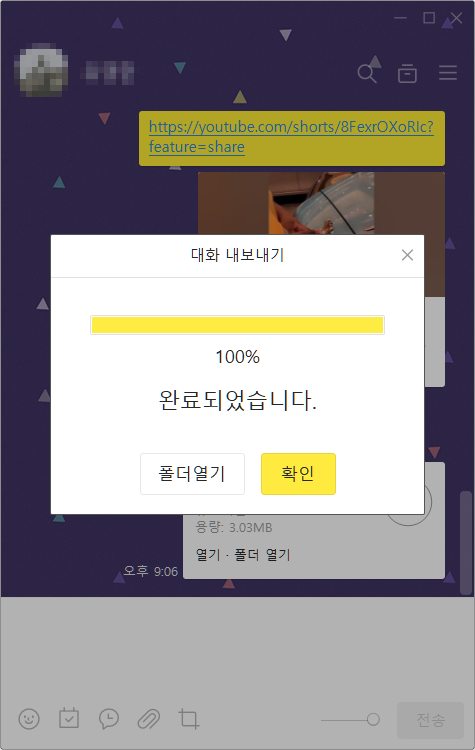 https://youtube.com/shorts/8FexrOXoRIc?
feature=share
대화 내보내기
100%
완료되었습니다.
폴더열기
확인
용량: 3.03MB
열기 · 폴더 열기
오후 9:06
전송